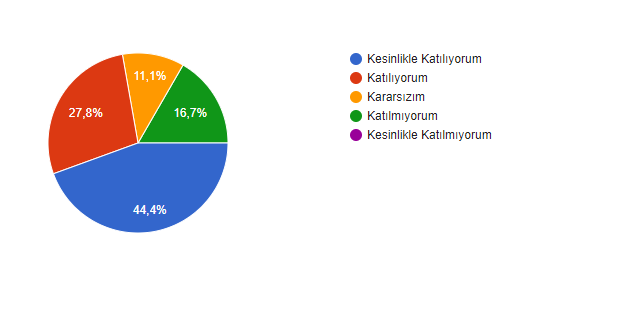 11,1%
27,8%
16,7%
44,4%
Kesinlikle Katılıyorum
Katılıyorum
Kararsızım
Katılmıyorum
Kesinlikle Katılmıyorum